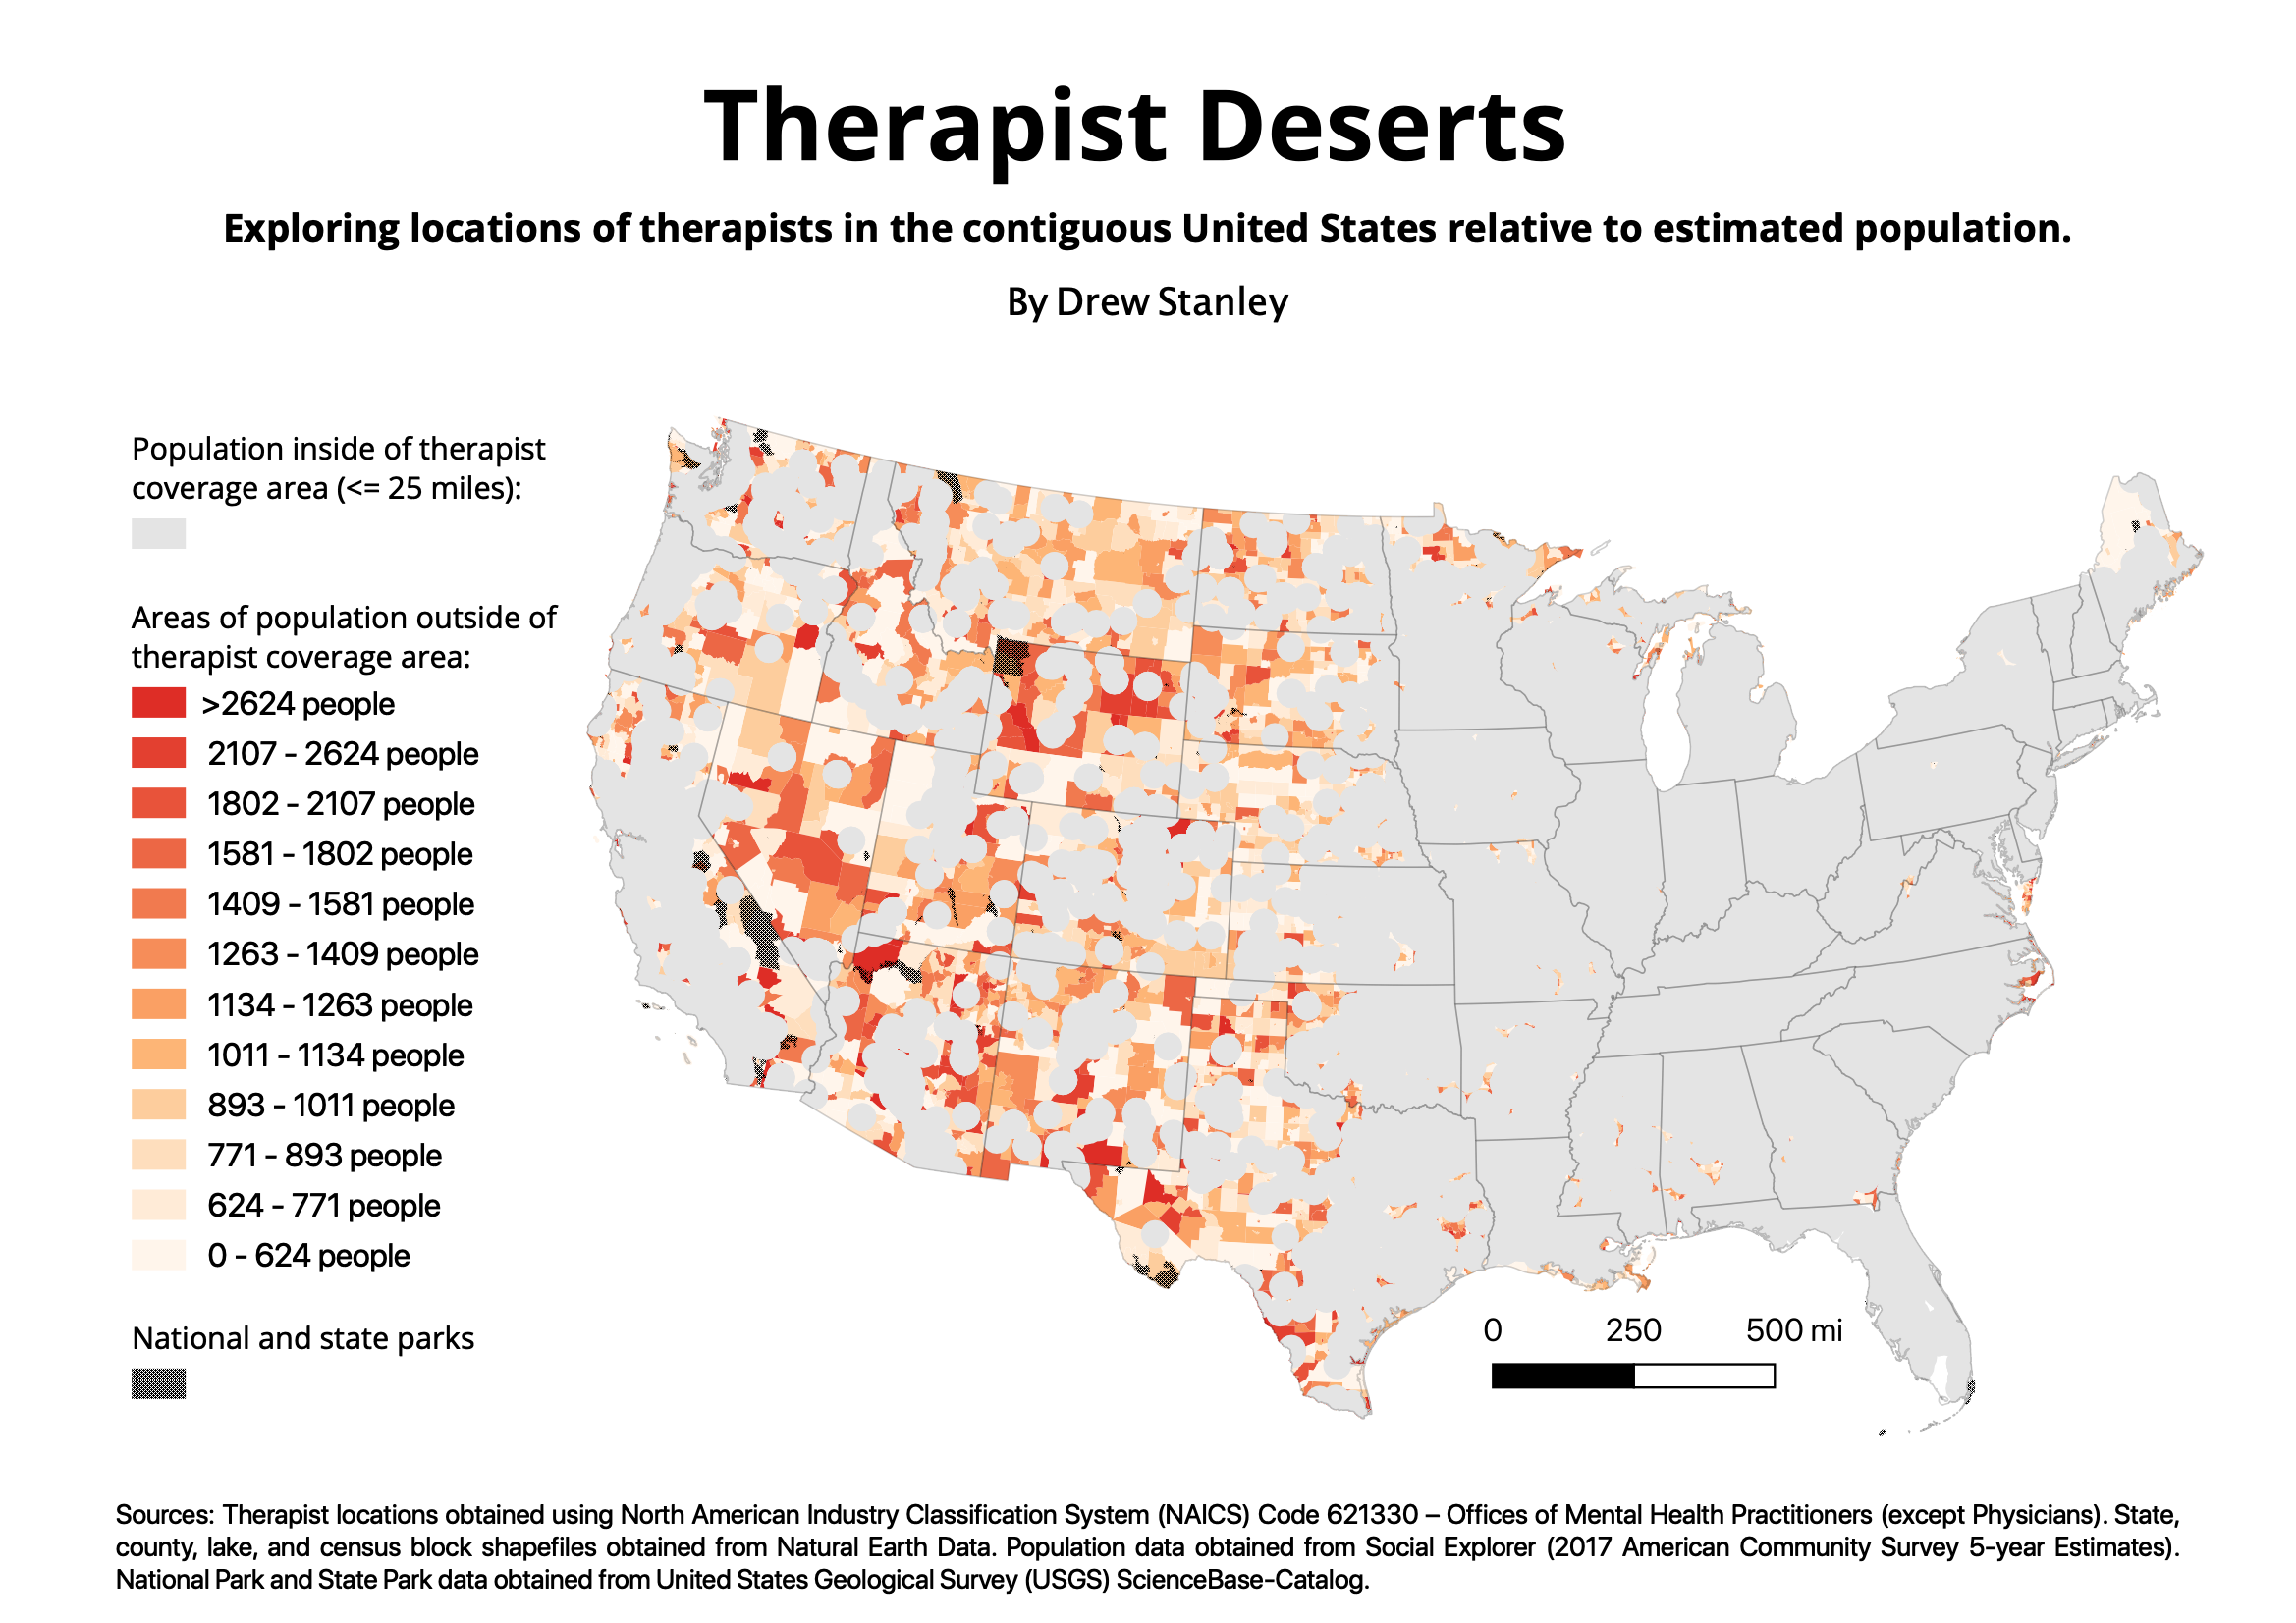 Therapist Deserts
Exploring locations of therapists in the contiguous United States relative to estimated population.
By Drew Stanley
Population inside of therapist
coverage area (<= 25 miles):
Areas of population outside of
therapist coverage area:
>2624 people
2107 - 2624 people
1802 - 2107 people
1581 - 1802 people
1409 - 1581 people
1263 - 1409 people
1134 - 1263 people
1011 - 1134 people
893 - 1011 people
771 - 893 people
624 - 771 people
0 - 624 people
National and state parks
0 250 500 mi
Sources: Therapist locations obtained using North American Industry Classification System (NAICS) Code 621330 – Offices of Mental Health Practitioners (except Physicians). State,
county, lake, and census block shapefiles obtained from Natural Earth Data. Population data obtained from Social Explorer (2017 American Community Survey 5-year Estimates).
National Park and State Park data obtained from United States Geological Survey (USGS) ScienceBase-Catalog.